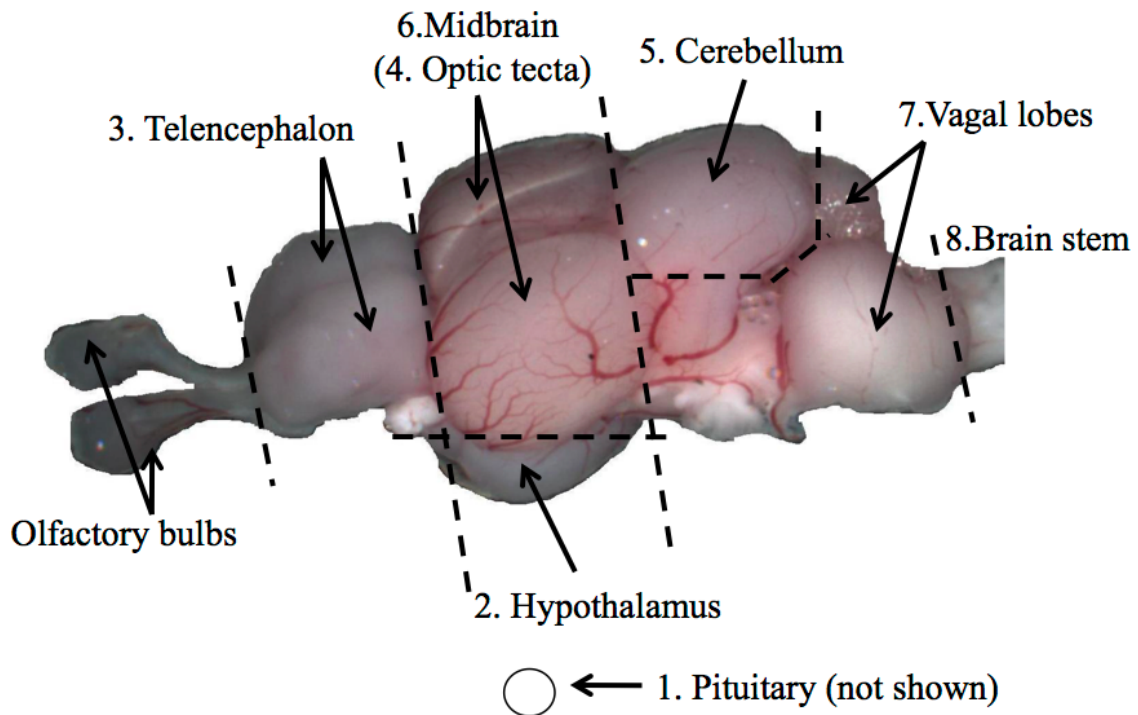 6.Midbrain
(4. Optic tecta)
5. Cerebellum
3. Telencephalon
7.Vagal lobes
8.Brain stem
Olfactory bulbs
2. Hypothalamus
1. Pituitary (not shown)